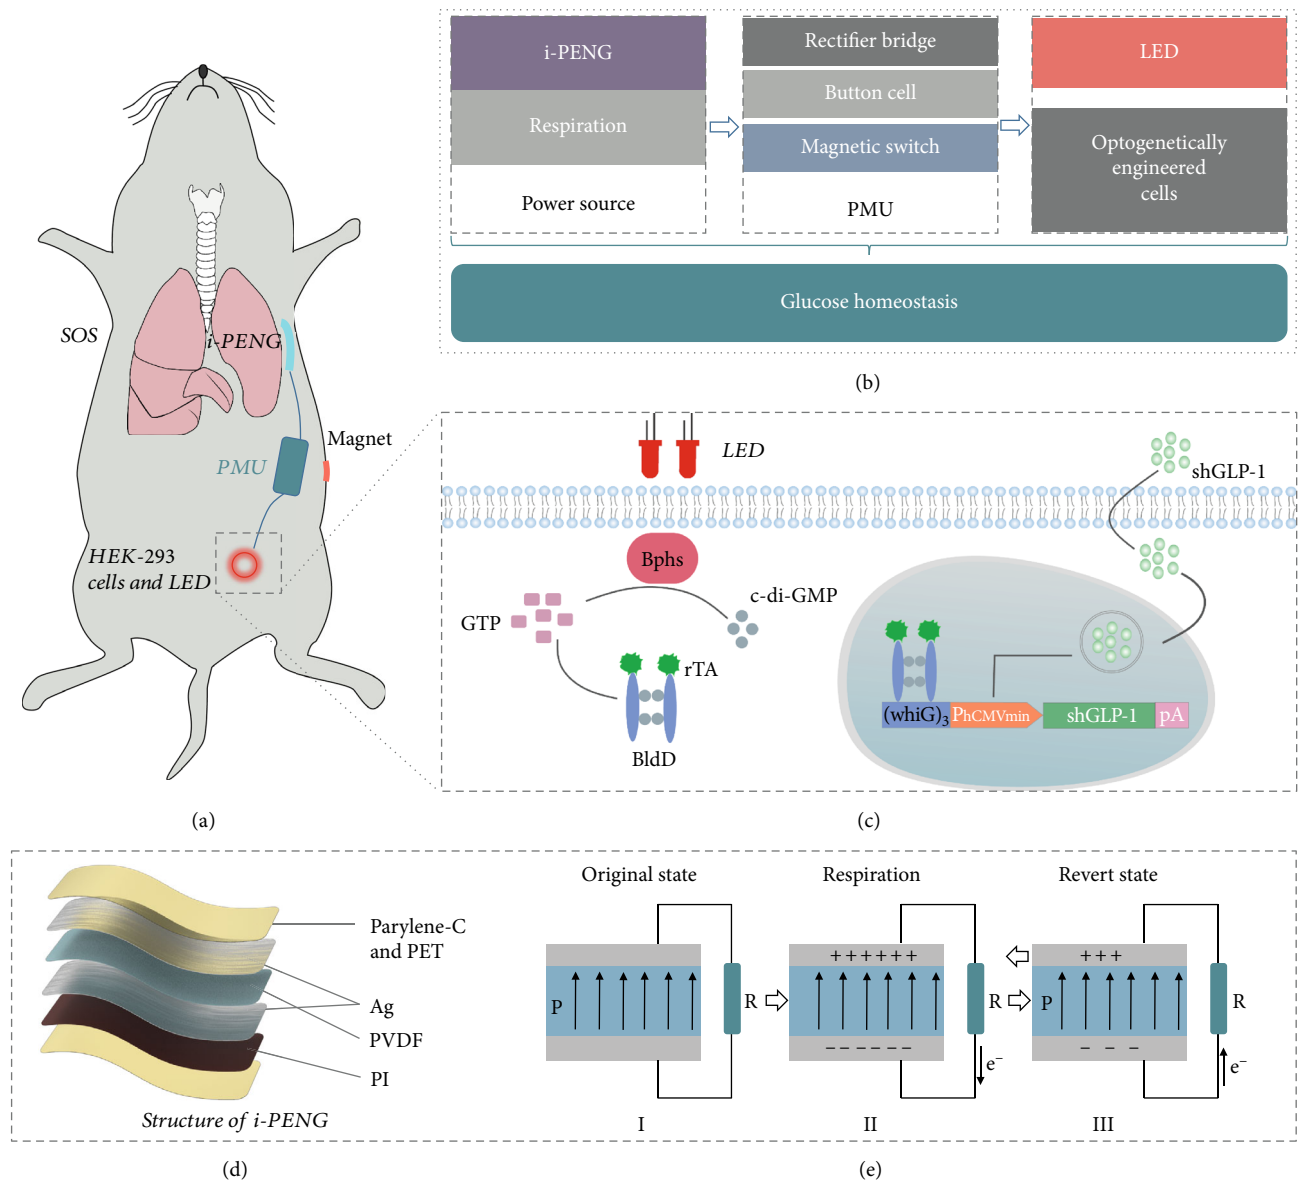 SOS
i-PENG
Magnet
PMU
HEK-293
cells and LED
(a)
i-PENG
Respiration
Power source
Rectifier bridge
Button cell
Magnetic switch
PMU
LED
Optogenetically
engineered
cells
Glucose homeostasis
(b)
LED
shGLP-1
Bphs
c-di-GMP
GTP
rTA
BldD
(whiG)3 PhCMVmin shGLP-1 pA
(c)
Parylene-C
and PET
Ag
PVDF
PI
Structure of i-PENG
(d)
Original state
P
R
I
Respiration
++++++
−−−−−−
R
e−
II
Revert state
+++
P
− − −
R
e−
III
(e)